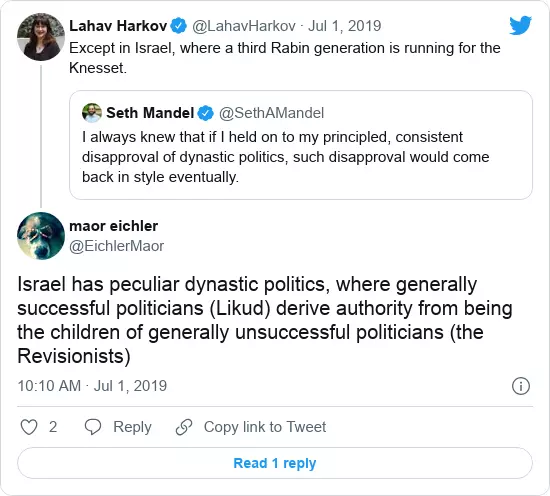 Lahav Harkov @LahavHarkov · Jul 1, 2019
Except in Israel, where a third Rabin generation is running for the
Knesset.
Seth Mandel @SethAMandel
I always knew that if I held on to my principled, consistent
disapproval of dynastic politics, such disapproval would come
back in style eventually.
maor eichler
@EichlerMaor
Israel has peculiar dynastic politics, where generally
successful politicians (Likud) derive authority from being
the children of generally unsuccessful politicians (the
Revisionists)
10:10 AM · Jul 1, 2019
2 Reply Copy link to Tweet
Read 1 reply